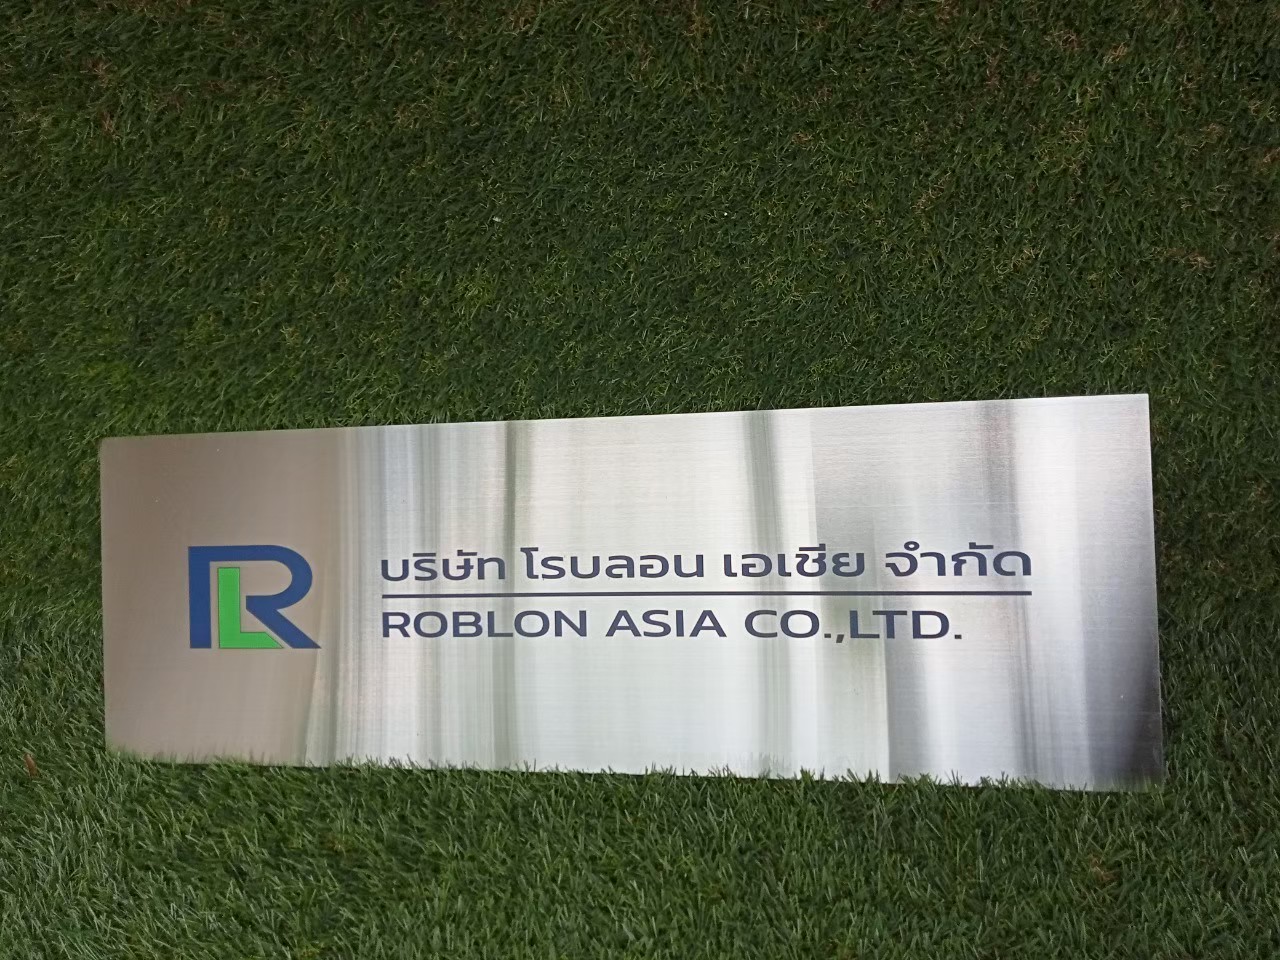 RL
บริษัท โรบลอน เอเชีย จำกัด
ROBLON ASIA CO.,LTD.